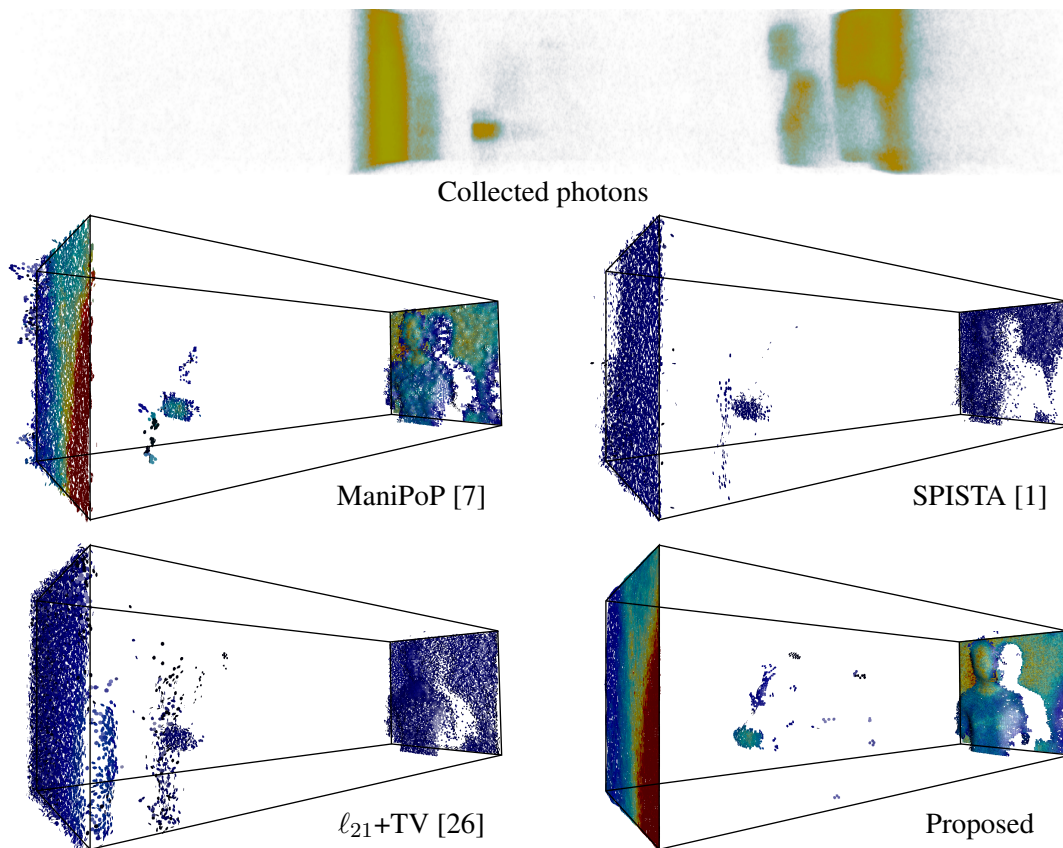 Collected photons
ManiPoP [7]
SPISTA [1]
ℓ₂₁+TV [26]
Proposed